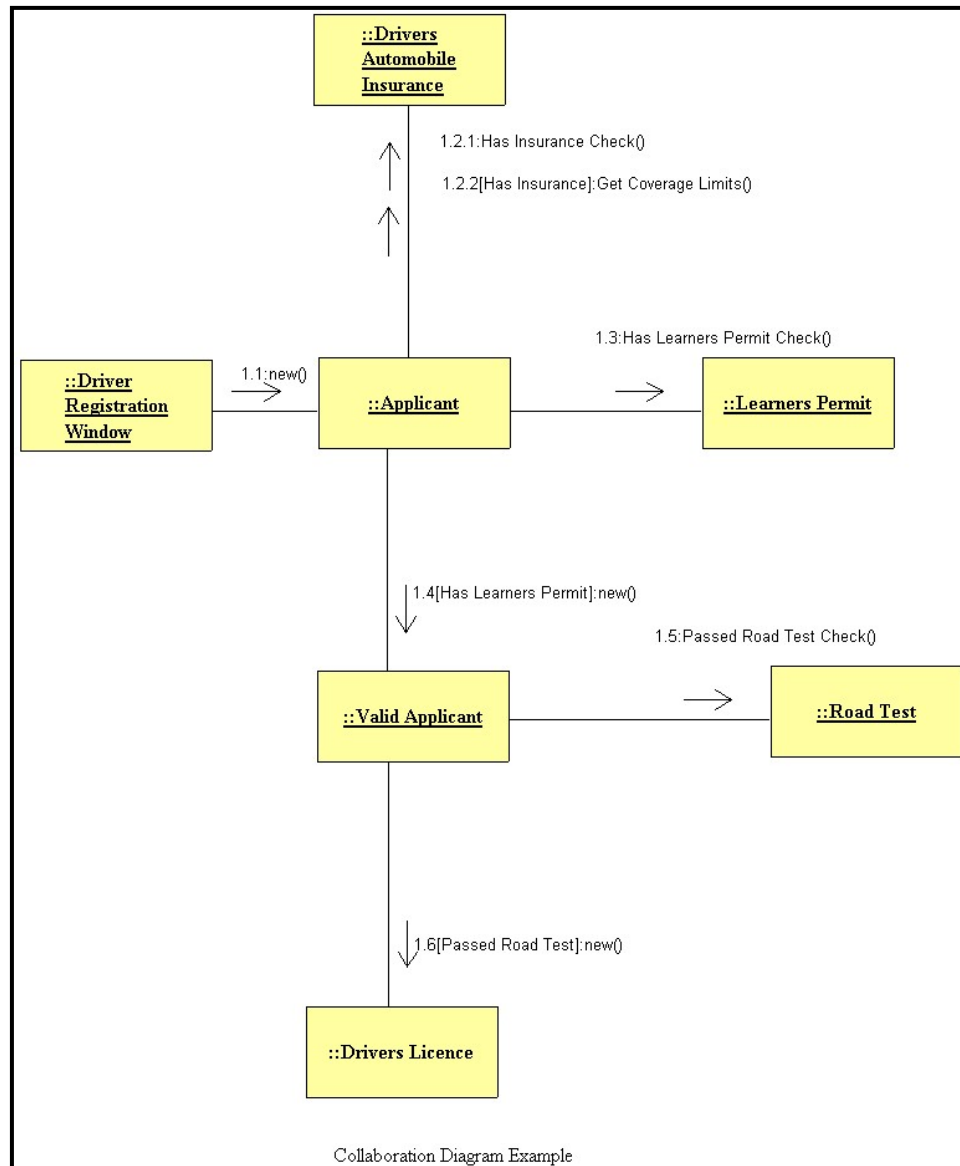 ::Drivers
Automobile
Insurance
1.2.1:Has Insurance Check()
1.2.2[Has Insurance]:Get Coverage Limits()
1.3:Has Learners Permit Check()
1.1:new()
::Driver
Registration
Window
::Applicant
::Learners Permit
1.4[Has Learners Permit]:new()
1.5:Passed Road Test Check()
::Valid Applicant
::Road Test
1.6[Passed Road Test]:new()
::Drivers Licence
Collaboration Diagram Example